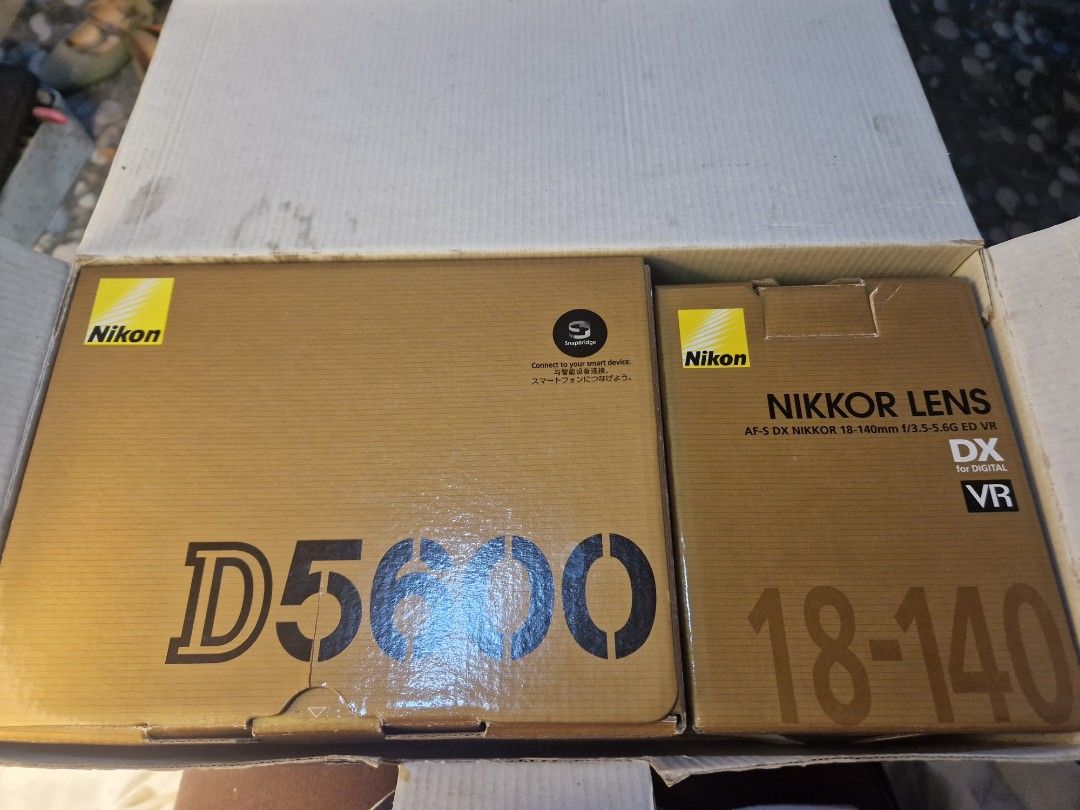 Nikon
SnapBridge
Connect to your smart device.
与智能设备连接。
スマートフォンにつなげよう。
D5600
Nikon
NIKKOR LENS
AF-S DX NIKKOR 18-140mm f/3.5-5.6G ED VR
DX
for DIGITAL
VR
18-140